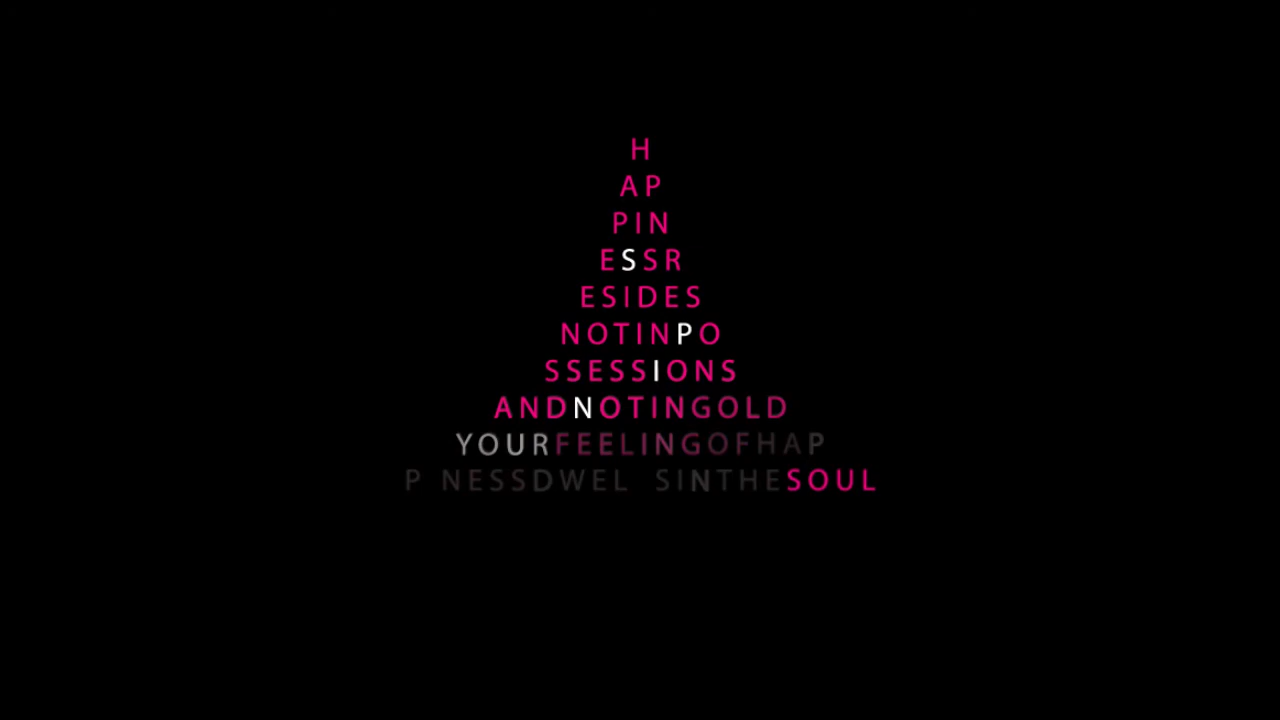 H
AP
PIN
ESSR
ESIDES
NOTINPO
SSESSIONS
ANDNOTINGOLD
YOURFEELINGOFHAP
P NESSDWEL SINTHESOUL